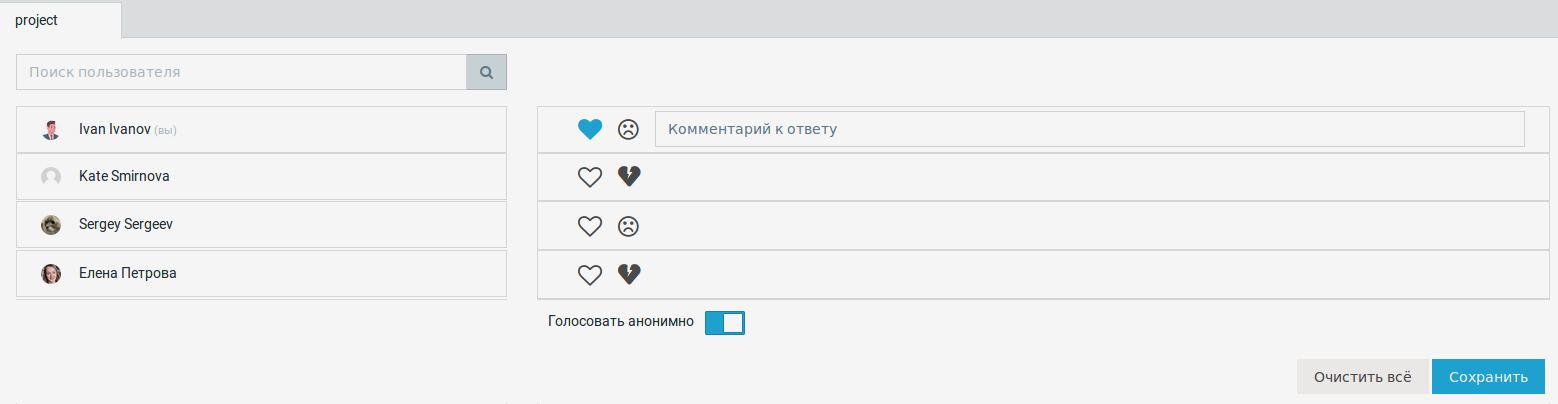 project
Поиск пользователя
Ivan Ivanov (вы)
Комментарий к ответу
Kate Smirnova
Sergey Sergeev
Елена Петрова
Голосовать анонимно
Очистить всё
Сохранить